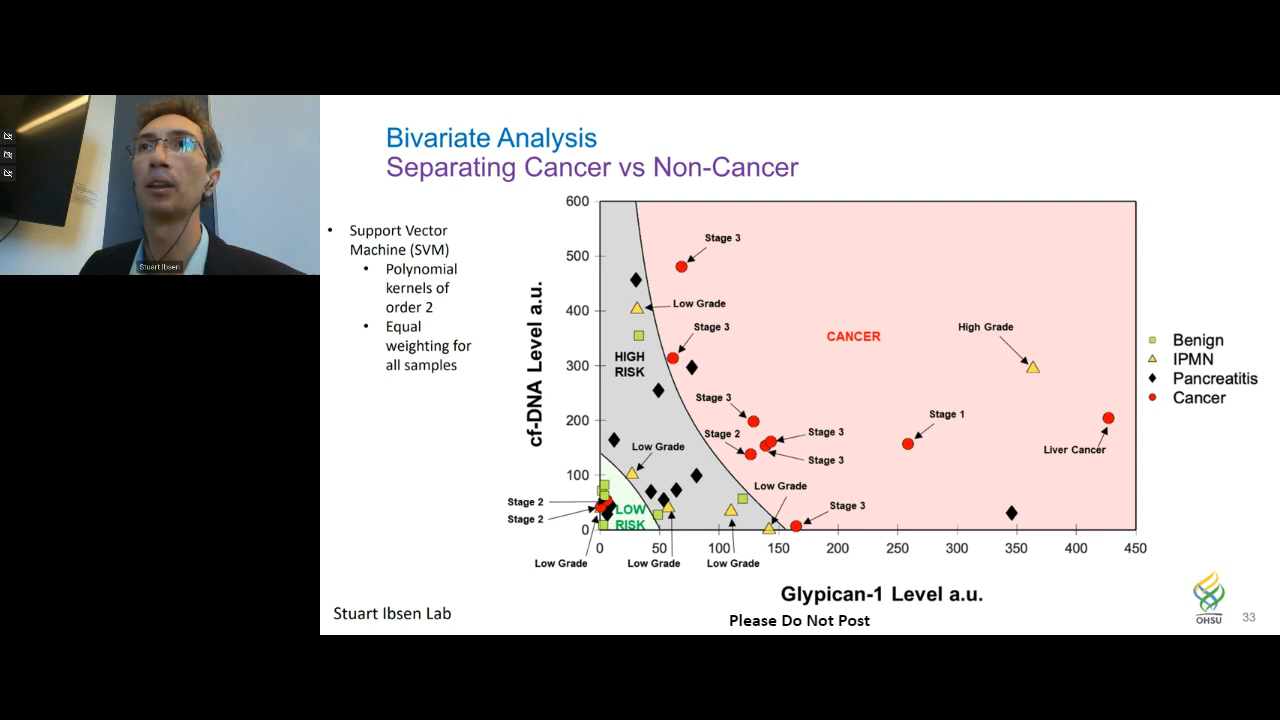 Stuart Ibsen
Bivariate Analysis
Separating Cancer vs Non-Cancer
• Support Vector
Machine (SVM)
• Polynomial
kernels of
order 2
• Equal
weighting for
all samples
cf-DNA Level a.u.
600
500
400
300
200
100
0
Stage 3
Low Grade
Stage 3
HIGH
RISK
CANCER
High Grade
Stage 3
Stage 2
Stage 3
Stage 3
Stage 1
Liver Cancer
Low Grade
Low Grade
Stage 3
Stage 2
Stage 2
LOW
RISK
Low Grade
Low Grade
Low Grade
0 50 100 150 200 250 300 350 400 450
Glypican-1 Level a.u.
Benign
IPMN
Pancreatitis
Cancer
Stuart Ibsen Lab
Please Do Not Post
OHSU
33